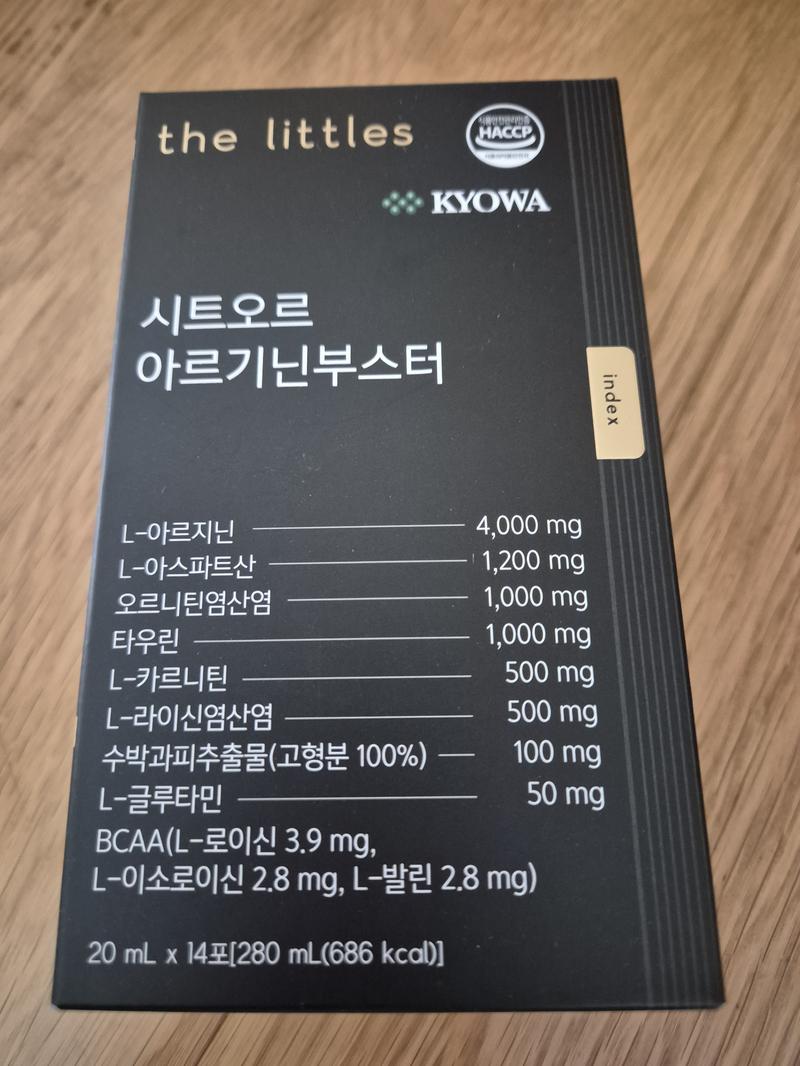 the littles
HACCP
KYOWA
시트오르
아르기닌부스터
index
L-아르지닌 4,000 mg
L-아스파트산 1,200 mg
오르니틴염산염 1,000 mg
타우린 1,000 mg
L-카르니틴 500 mg
L-라이신염산염 500 mg
수박과피추출물(고형분 100%) 100 mg
L-글루타민 50 mg
BCAA(L-로이신 3.9 mg,
L-이소로이신 2.8 mg, L-발린 2.8 mg)
20 mL x 14포[280 mL(686 kcal)]